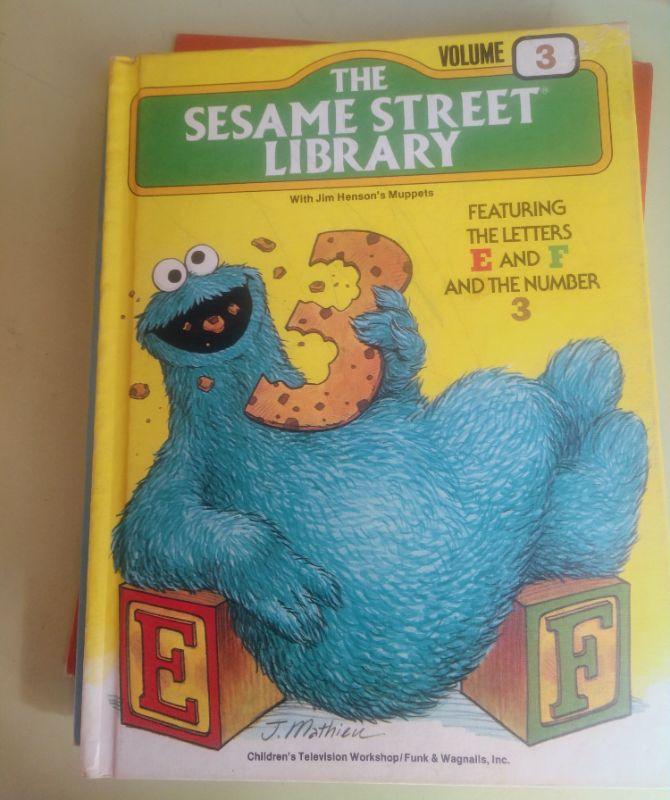 VOLUME 3
THE
SESAME STREET®
LIBRARY
With Jim Henson's Muppets
FEATURING
THE LETTERS
E AND F
AND THE NUMBER
3
3
E
F
J. Mathieu
Children's Television Workshop/Funk & Wagnalls, Inc.